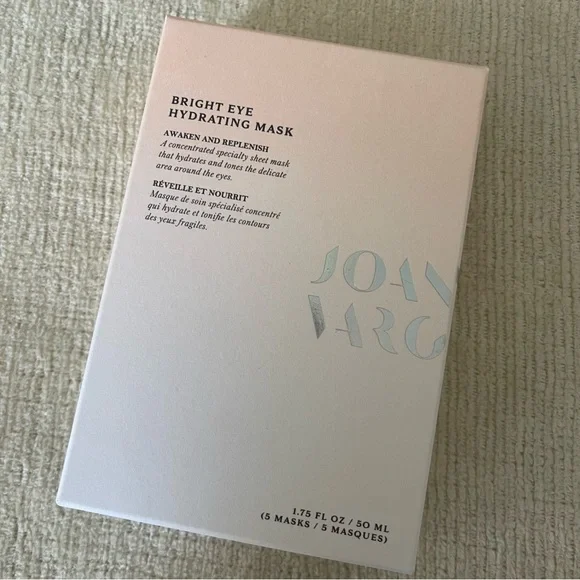 BRIGHT EYE
HYDRATING MASK
AWAKEN AND REPLENISH
A concentrated specialty sheet mask
that hydrates and tones the delicate
area around the eyes.
RÉVEILLE ET NOURRIT
Masque de soin spécialisé concentré
qui hydrate et tonifie les contours
des yeux fragiles.
JOAN
VARG
1.75 FL OZ / 50 ML
(5 MASKS / 5 MASQUES)